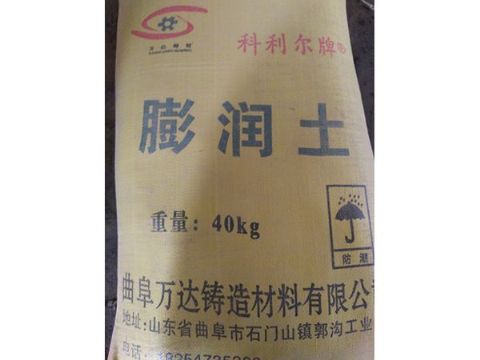 科利尔牌®
膨润土
重量: 40kg
防潮
曲阜万达铸造材料有限公
地址:山东省曲阜市石门山镇郭沟工业
电话: